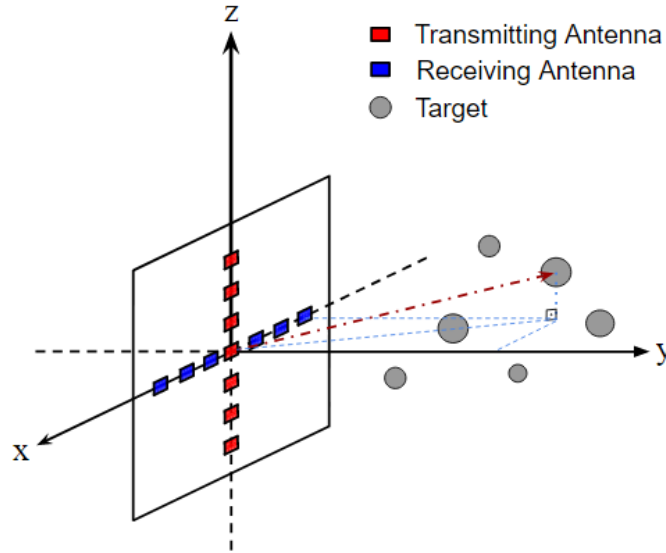 z
Transmitting Antenna
Receiving Antenna
Target
y
x